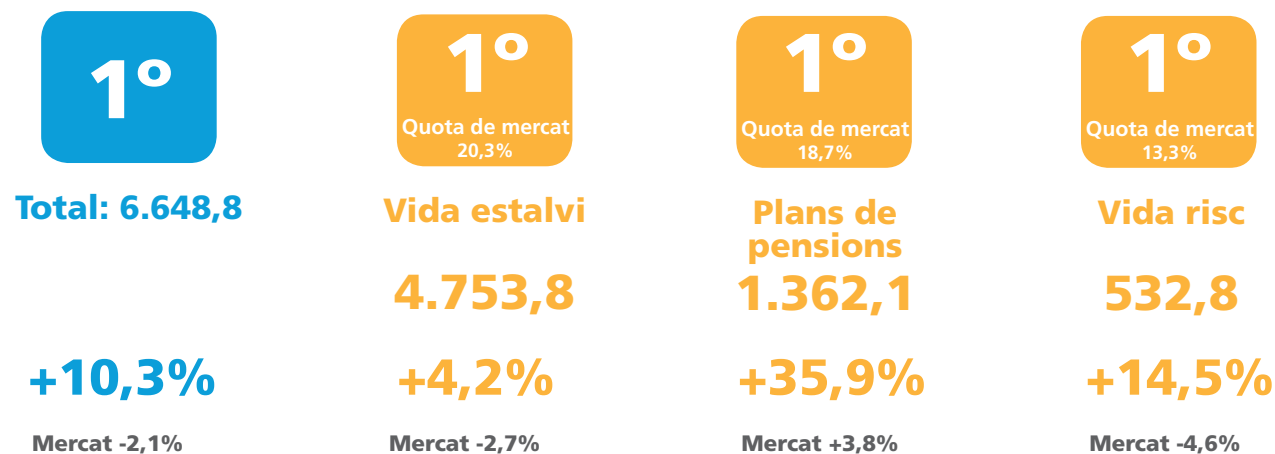 1º
Total: 6.648,8
+10,3%
Mercat -2,1%
1º
Quota de mercat
20,3%
Vida estalvi
4.753,8
+4,2%
Mercat -2,7%
1º
Quota de mercat
18,7%
Plans de
pensions
1.362,1
+35,9%
Mercat +3,8%
1º
Quota de mercat
13,3%
Vida risc
532,8
+14,5%
Mercat -4,6%